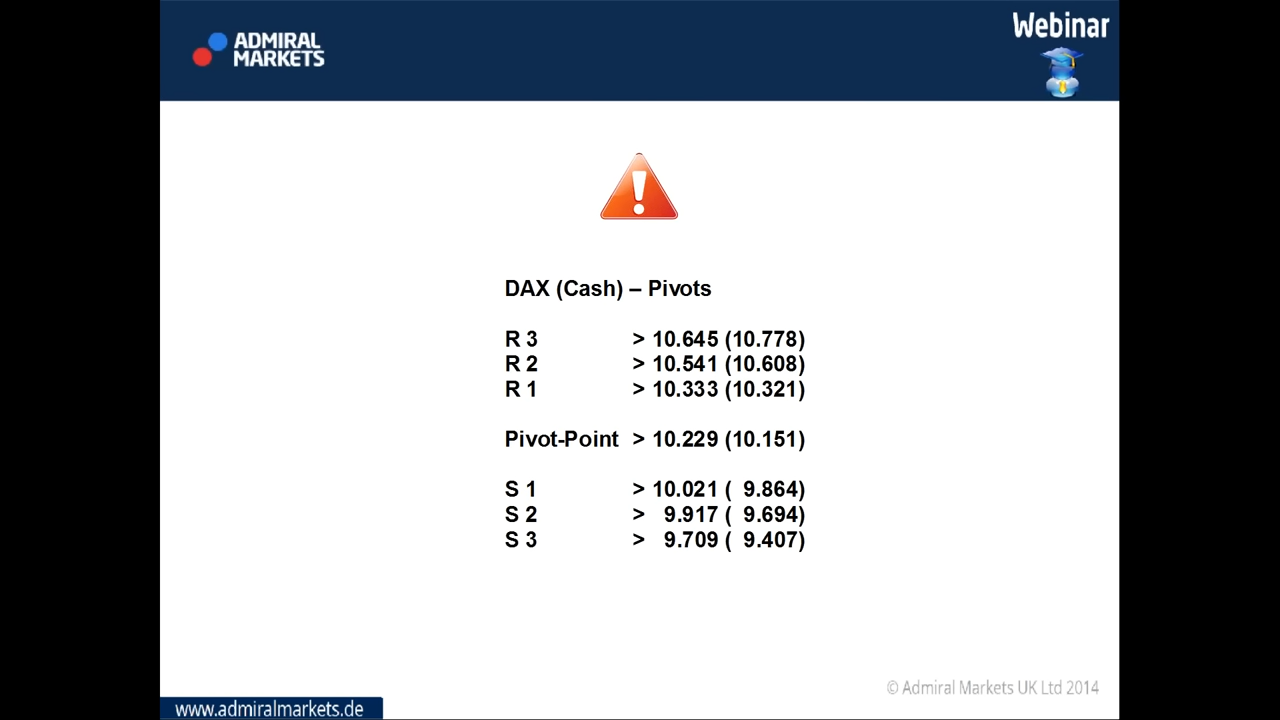 ADMIRAL
MARKETS
Webinar
DAX (Cash) – Pivots
R 3 > 10.645 (10.778)
R 2 > 10.541 (10.608)
R 1 > 10.333 (10.321)
Pivot-Point > 10.229 (10.151)
S 1 > 10.021 ( 9.864)
S 2 > 9.917 ( 9.694)
S 3 > 9.709 ( 9.407)
© Admiral Markets UK Ltd 2014
www.admiralmarkets.de